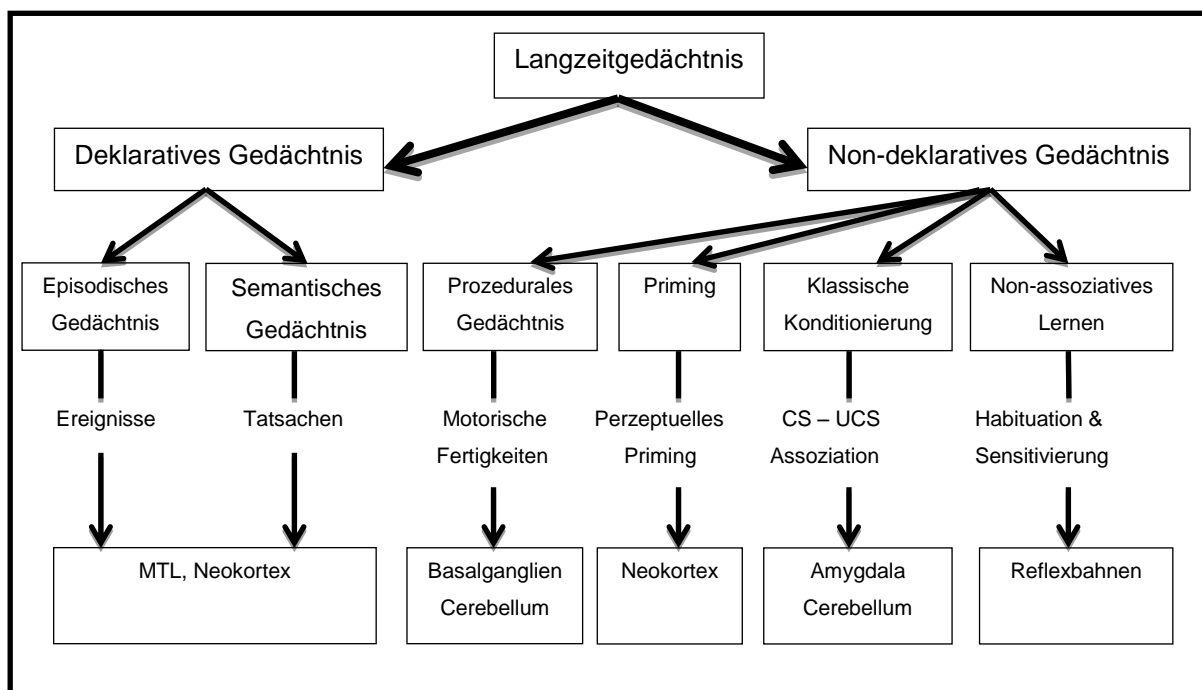 Langzeitgedächtnis
Deklaratives Gedächtnis
Non-deklaratives Gedächtnis
Episodisches
Gedächtnis
Semantisches
Gedächtnis
Prozedurales
Gedächtnis
Priming
Klassische
Konditionierung
Non-assoziatives
Lernen
Ereignisse
Tatsachen
Motorische
Fertigkeiten
Perzeptuelles
Priming
CS – UCS
Assoziation
Habituation &
Sensitivierung
MTL, Neokortex
Basalganglien
Cerebellum
Neokortex
Amygdala
Cerebellum
Reflexbahnen